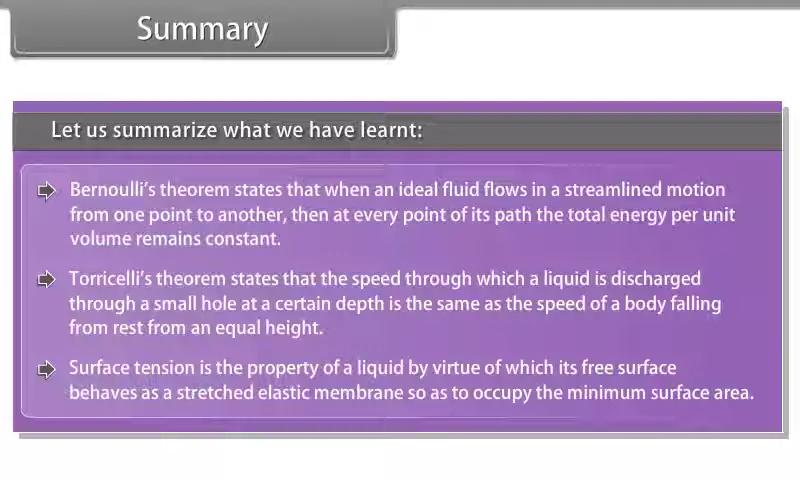 Summary
Let us summarize what we have learnt:
Bernoulli's theorem states that when an ideal fluid flows in a streamlined motion
from one point to another, then at every point of its path the total energy per unit
volume remains constant.
Torricelli's theorem states that the speed through which a liquid is discharged
through a small hole at a certain depth is the same as the speed of a body falling
from rest from an equal height.
Surface tension is the property of a liquid by virtue of which its free surface
behaves as a stretched elastic membrane so as to occupy the minimum surface area.